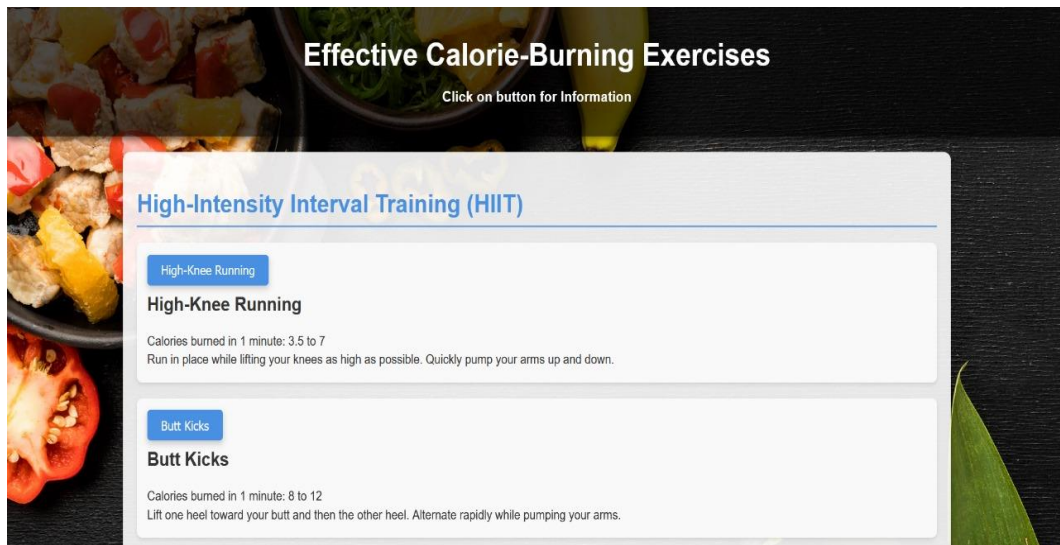 Effective Calorie-Burning Exercises
Click on button for Information
High-Intensity Interval Training (HIIT)
High-Knee Running
High-Knee Running
Calories burned in 1 minute: 3.5 to 7
Run in place while lifting your knees as high as possible. Quickly pump your arms up and down.
Butt Kicks
Butt Kicks
Calories burned in 1 minute: 8 to 12
Lift one heel toward your butt and then the other heel. Alternate rapidly while pumping your arms.